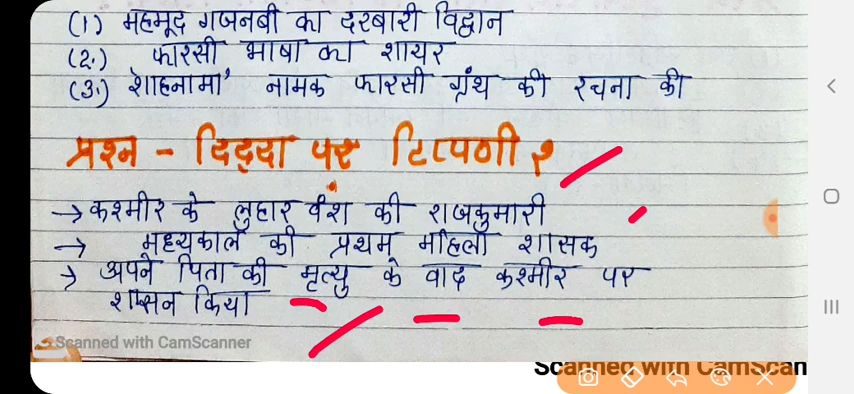 (1) महमूद गजनबी का दरबारी विद्वान
(2.) फारसी भाषा का शायर
(3.) शाहनामा' नामक फारसी ग्रंथ की रचना की
प्रश्न - दिद्दा पर टिप्पणी ?
→ कश्मीर के लुहार वंश की राजकुमारी
→ मध्यकाल की प्रथम महिला शासक
→ अपने पिता की मृत्यु के वाद कश्मीर पर
शासन किया
Scanned with CamScanner
Scanned with CamScan